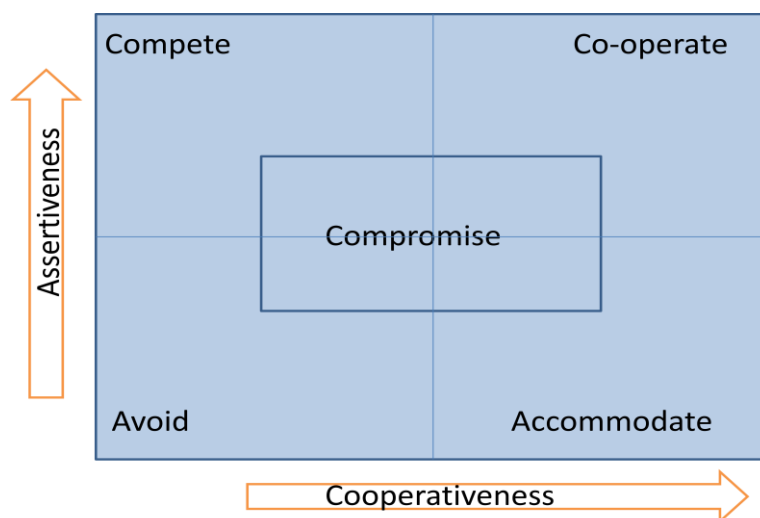 Compete
Co-operate
Assertiveness
Compromise
Avoid
Accommodate
Cooperativeness